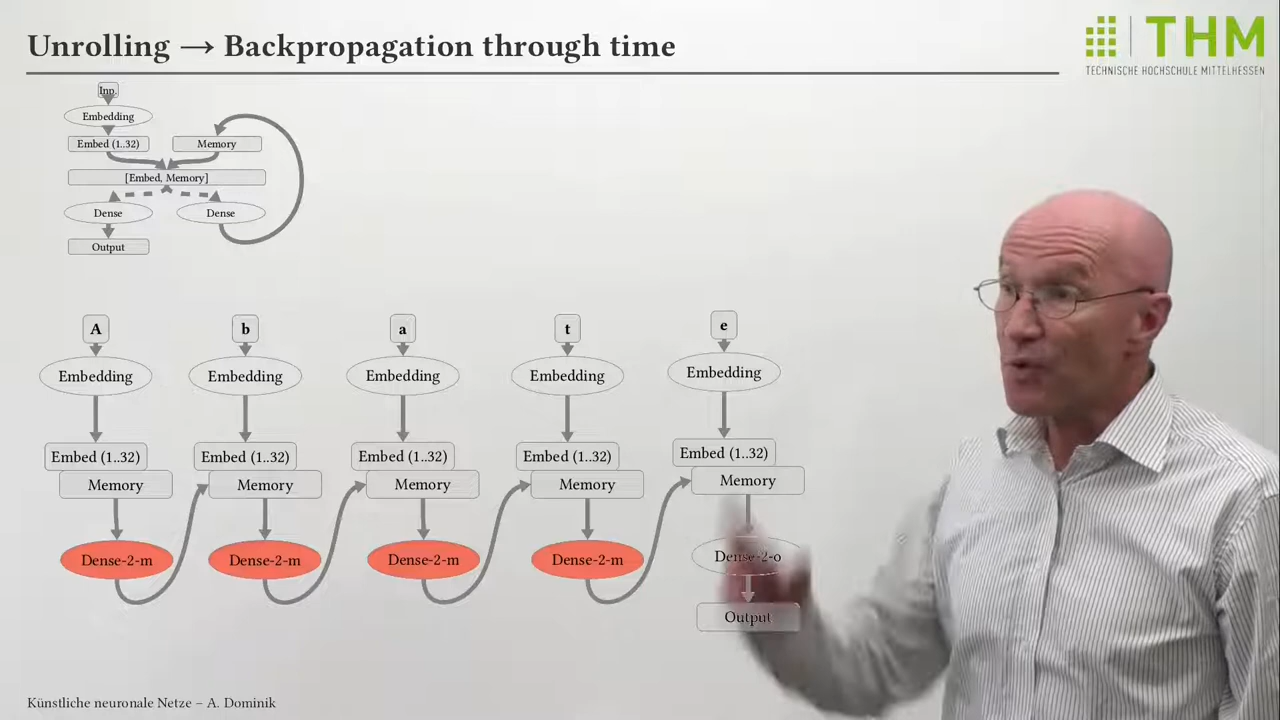 Unrolling → Backpropagation through time
THM
TECHNISCHE HOCHSCHULE MITTELHESSEN
Inp.
Embedding
Embed (1..32)
Memory
[Embed, Memory]
Dense
Dense
Output
A
b
a
t
e
Embedding
Embedding
Embedding
Embedding
Embedding
Embed (1..32)
Embed (1..32)
Embed (1..32)
Embed (1..32)
Embed (1..32)
Memory
Memory
Memory
Memory
Memory
Dense-2-m
Dense-2-m
Dense-2-m
Dense-2-m
Dense-2-o
Output
Künstliche neuronale Netze – A. Dominik